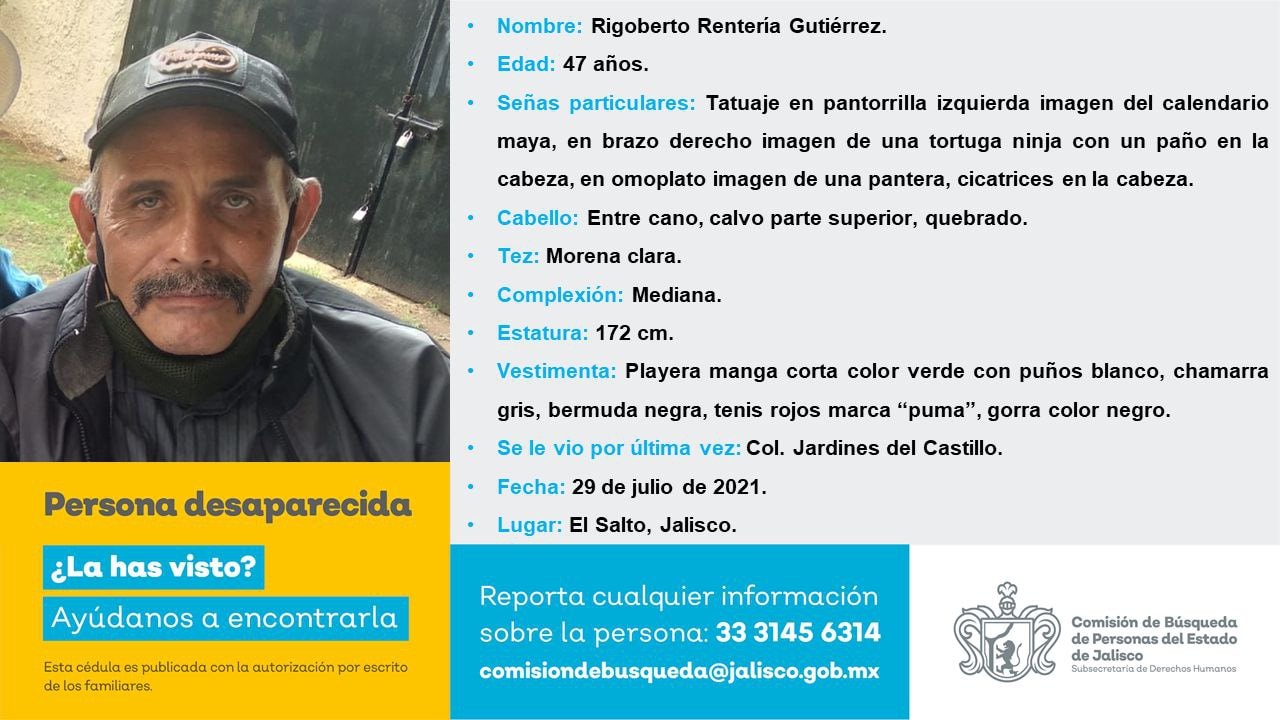 • Nombre: Rigoberto Rentería Gutiérrez.
• Edad: 47 años.
• Señas particulares: Tatuaje en pantorrilla izquierda imagen del calendario
maya, en brazo derecho imagen de una tortuga ninja con un paño en la
cabeza, en omoplato imagen de una pantera, cicatrices en la cabeza.
• Cabello: Entre cano, calvo parte superior, quebrado.
• Tez: Morena clara.
• Complexión: Mediana.
• Estatura: 172 cm.
• Vestimenta: Playera manga corta color verde con puños blanco, chamarra
gris, bermuda negra, tenis rojos marca “puma”, gorra color negro.
• Se le vio por última vez: Col. Jardines del Castillo.
• Fecha: 29 de julio de 2021.
• Lugar: El Salto, Jalisco.
Persona desaparecida
¿La has visto?
Ayúdanos a encontrarla
Esta cédula es publicada con la autorización por escrito
de los familiares.
Reporta cualquier información
sobre la persona: 33 3145 6314
comisiondebusqueda@jalisco.gob.mx
Comisión de Búsqueda
de Personas del Estado
de Jalisco
Subsecretaría de Derechos Humanos